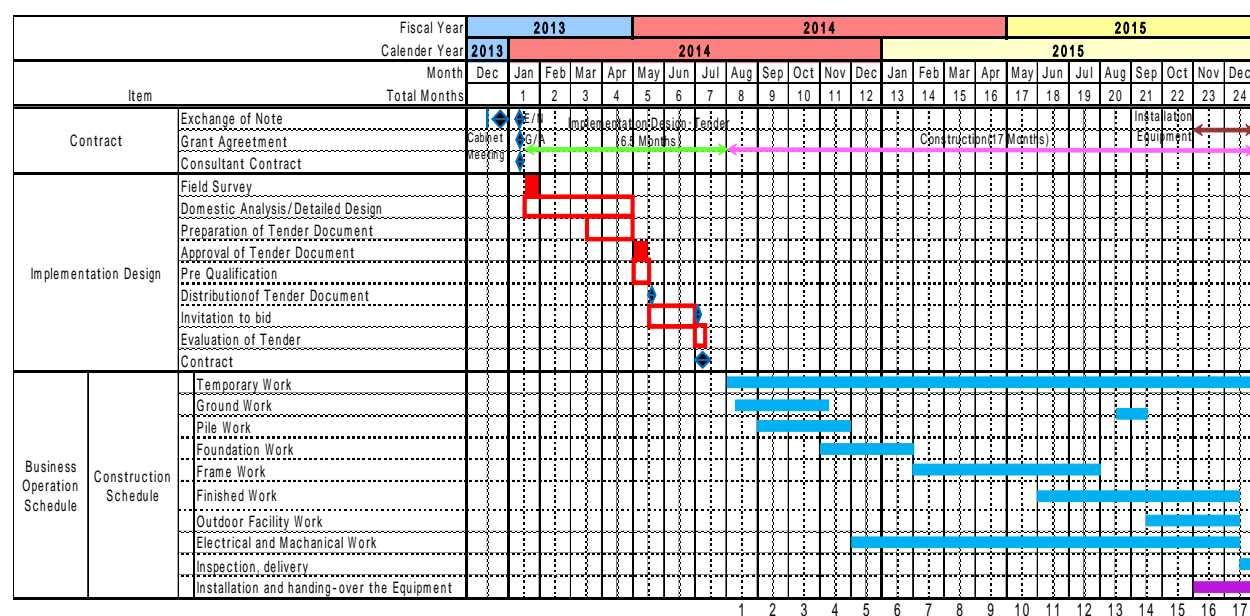 Fiscal Year 2013 2014 2015
Calender Year 2013 2014 2015
Month Dec Jan Feb Mar Apr May Jun Jul Aug Sep Oct Nov Dec Jan Feb Mar Apr May Jun Jul Aug Sep Oct Nov Dec
Item Total Months 1 2 3 4 5 6 7 8 9 10 11 12 13 14 15 16 17 18 19 20 21 22 23 24
Contract
Exchange of Note
Grant Agreetment
Consultant Contract
Cabinet
Meeting
E/N
G/A
Implementation Design・Tender
(6.5 Months)
Construction(17 Months)
Installation
Equipment
Implementation Design
Field Survey
Domestic Analysis/Detailed Design
Preparation of Tender Document
Approval of Tender Document
Pre Qualification
Distributionof Tender Document
Invitation to bid
Evaluation of Tender
Contract
Business
Operation
Schedule
Construction
Schedule
Temporary Work
Ground Work
Pile Work
Foundation Work
Frame Work
Finished Work
Outdoor Facility Work
Electrical and Machanical Work
Inspection, delivery
Installation and handing-over the Equipment
1 2 3 4 5 6 7 8 9 10 11 12 13 14 15 16 17